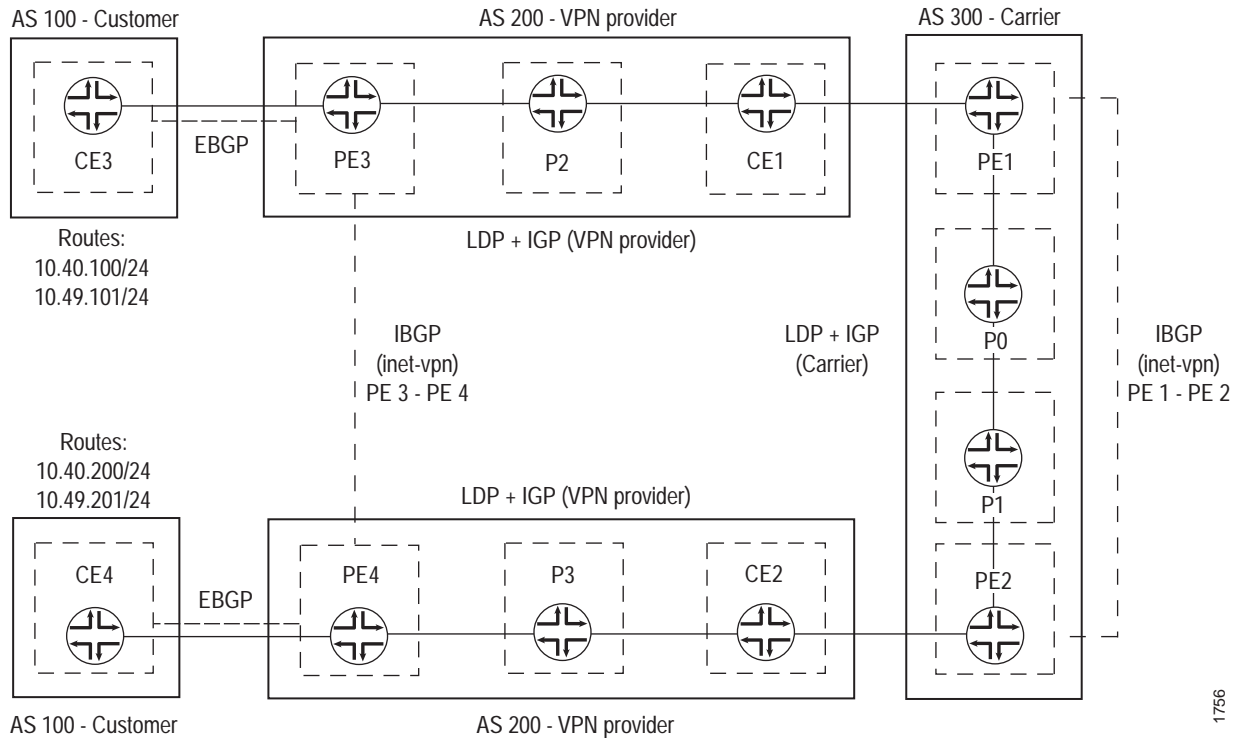 AS 100 - Customer
AS 200 - VPN provider
AS 300 - Carrier
CE3
EBGP
PE3
P2
CE1
PE1
Routes:
10.40.100/24
10.49.101/24
LDP + IGP (VPN provider)
IBGP
(inet-vpn)
PE 3 - PE 4
LDP + IGP
(Carrier)
P0
IBGP
(inet-vpn)
PE 1 - PE 2
Routes:
10.40.200/24
10.49.201/24
LDP + IGP (VPN provider)
P1
CE4
EBGP
PE4
P3
CE2
PE2
AS 100 - Customer
AS 200 - VPN provider
1756